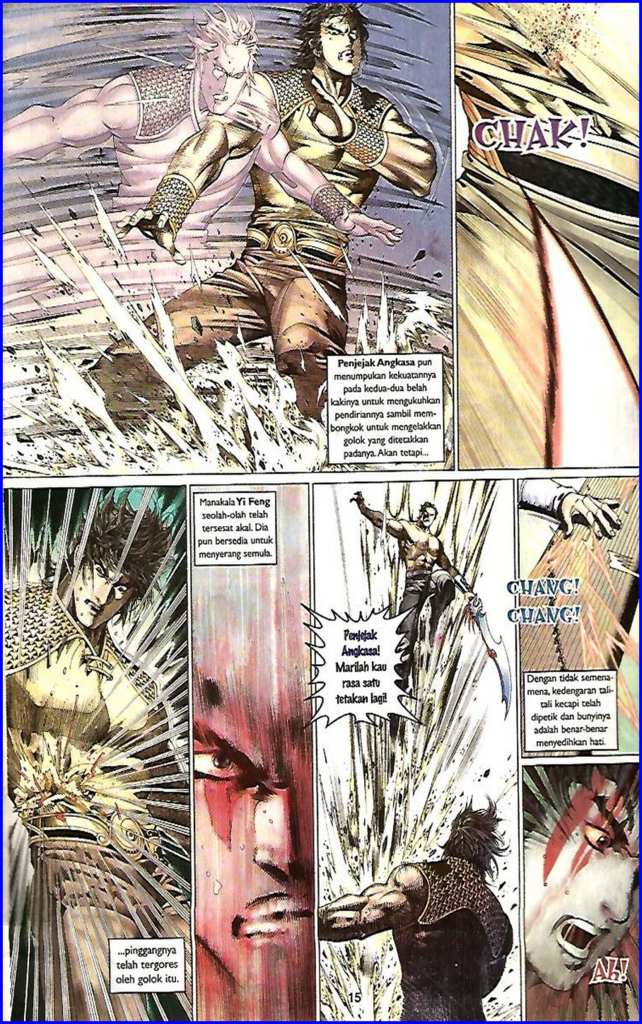 CHAK!
Penjejak Angkasa pun
menumpukan kekuatannya
pada kedua-dua belah
kakinya untuk mengukuhkan
pendiriannya sambil mem-
bongkok untuk mengelakkan
golok yang ditetakkan
padanya. Akan tetapi...
...pinggangnya
telah tergores
oleh golok itu.
Manakala Yi Feng
seolah-olah telah
tersesat akal. Dia
pun bersedia untuk
menyerang semula.
Penjejak
Angkasa!
Marilah kau
rasa satu
tetakan lagi!
CHANG!
CHANG!
Dengan tidak semena-
mena, kedengaran tali-
tali kecapi telah
dipetik dan bunyinya
adalah benar-benar
menyedihkan hati.
AH!
15